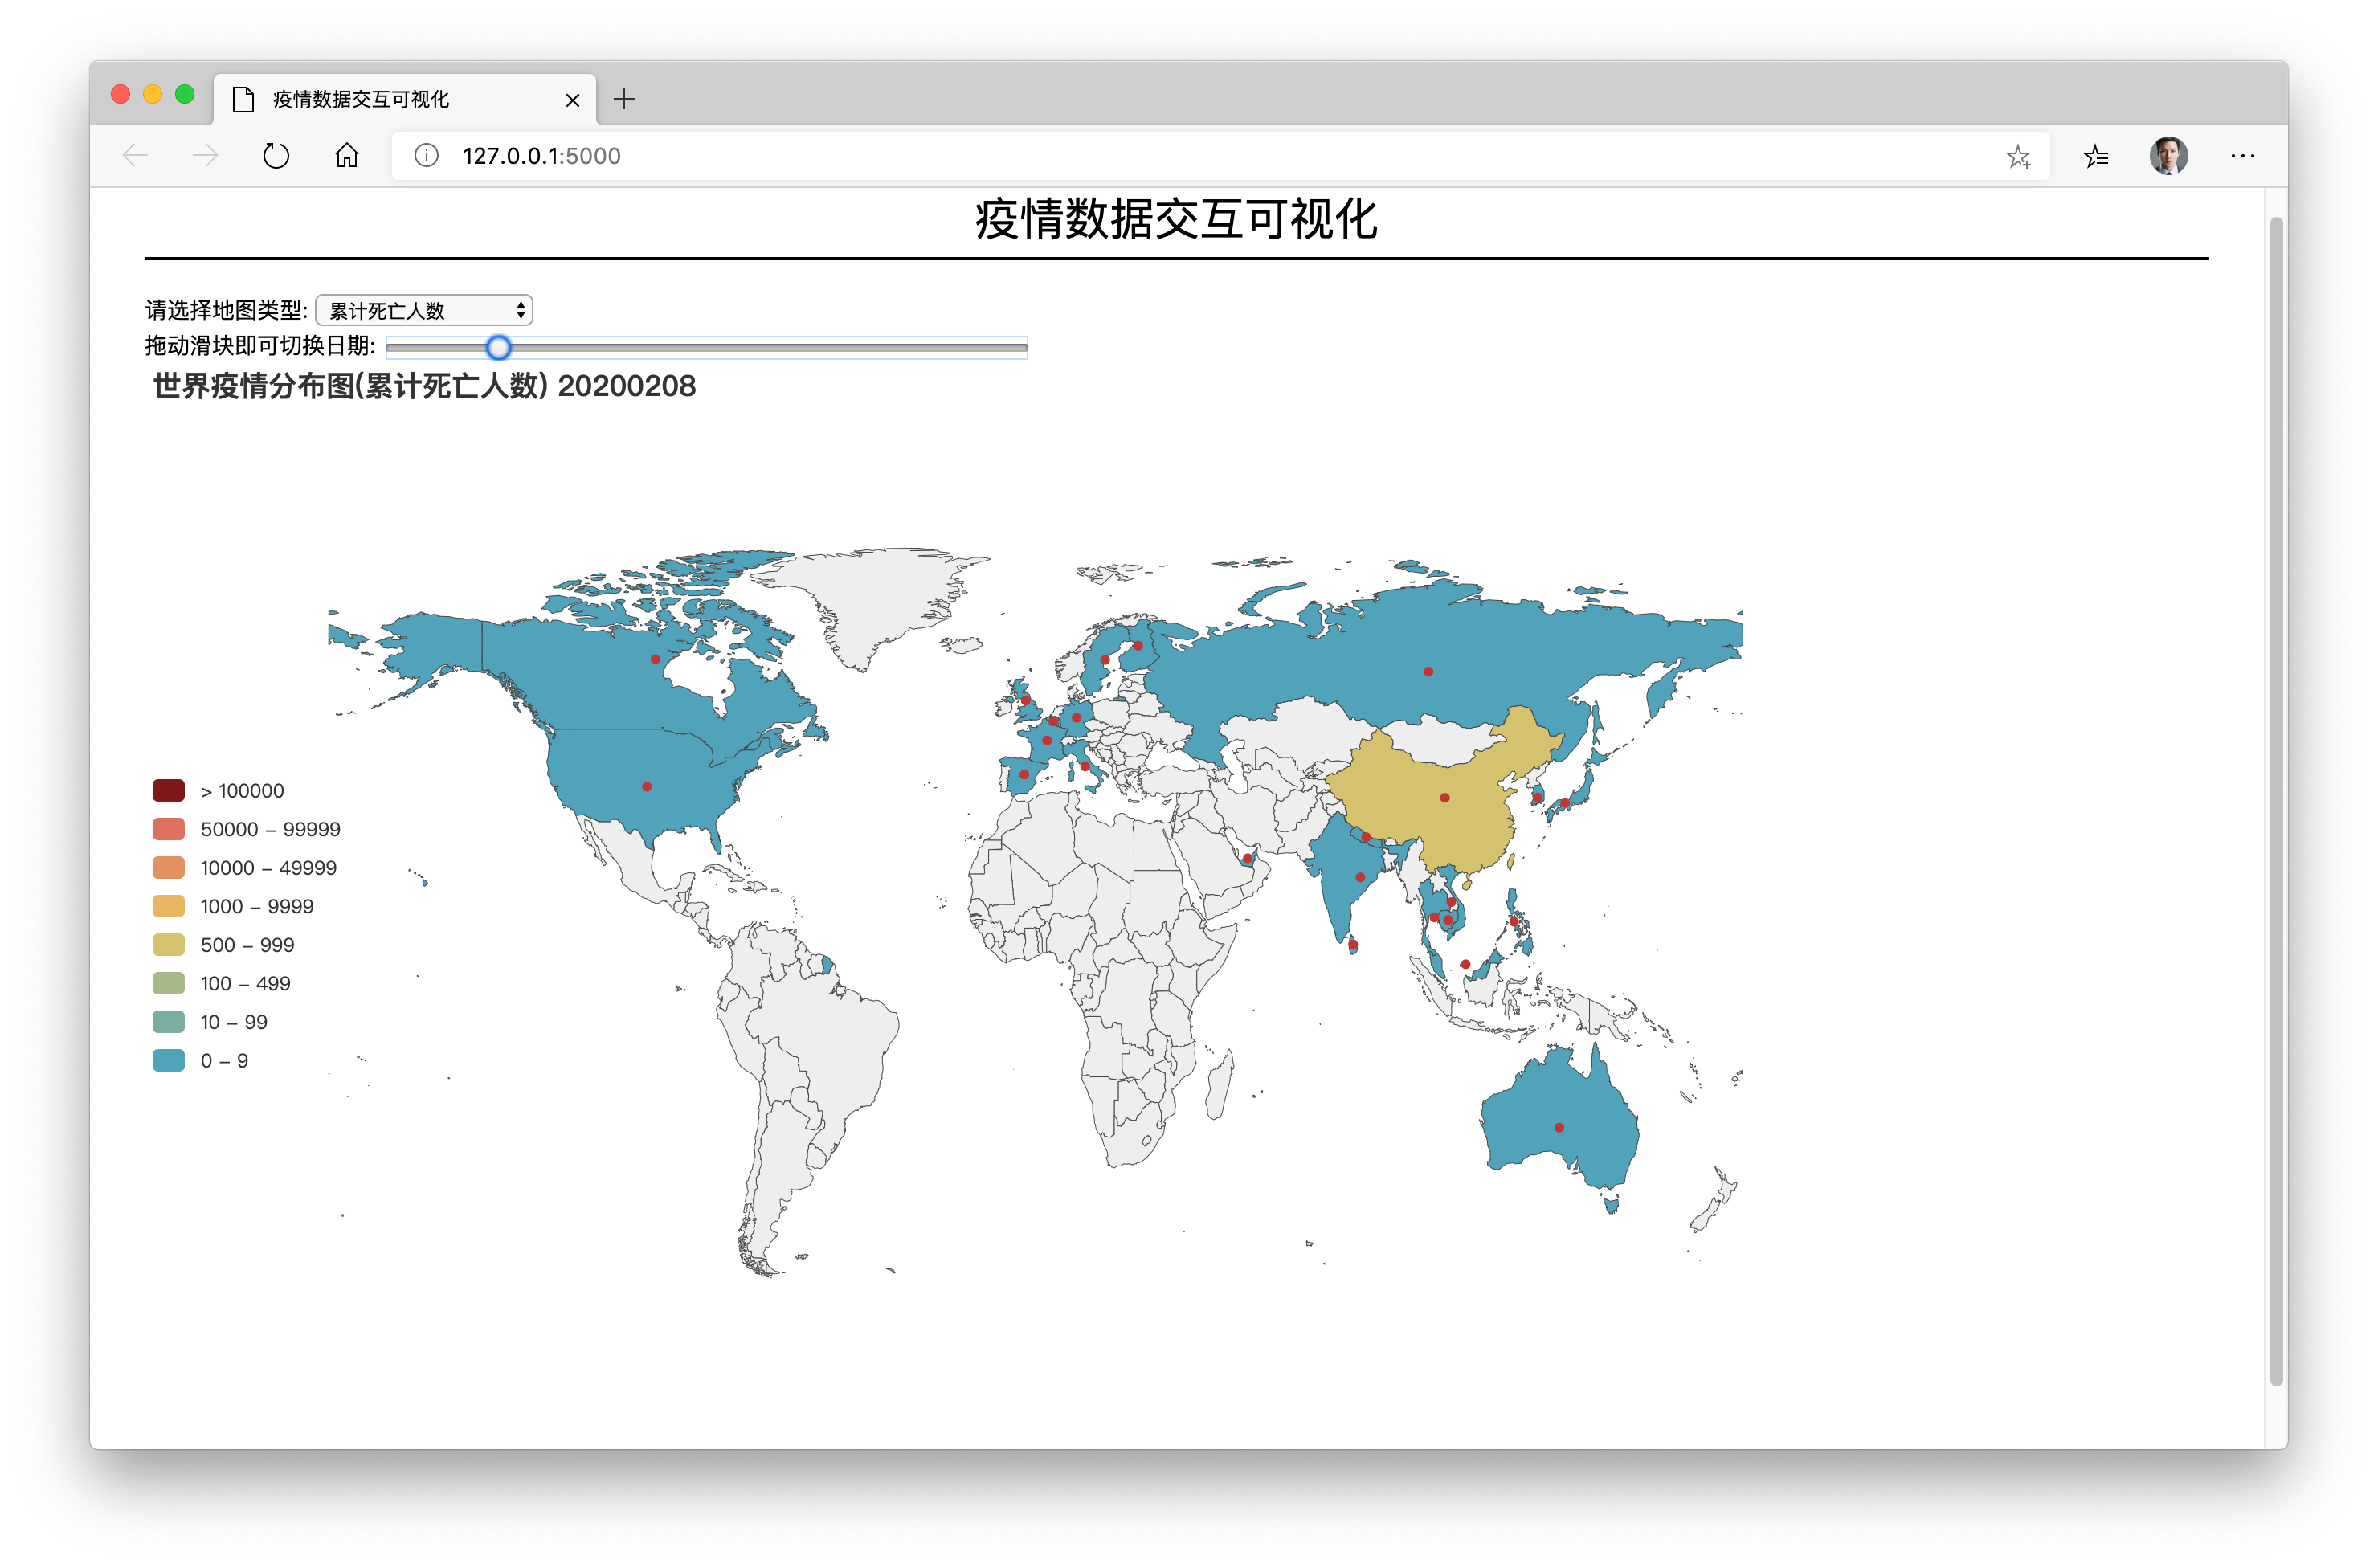 疫情数据交互可视化
127.0.0.1:5000
疫情数据交互可视化
请选择地图类型: 累计死亡人数
拖动滑块即可切换日期:
世界疫情分布图(累计死亡人数) 20200208
> 100000
50000 – 99999
10000 – 49999
1000 – 9999
500 – 999
100 – 499
10 – 99
0 – 9